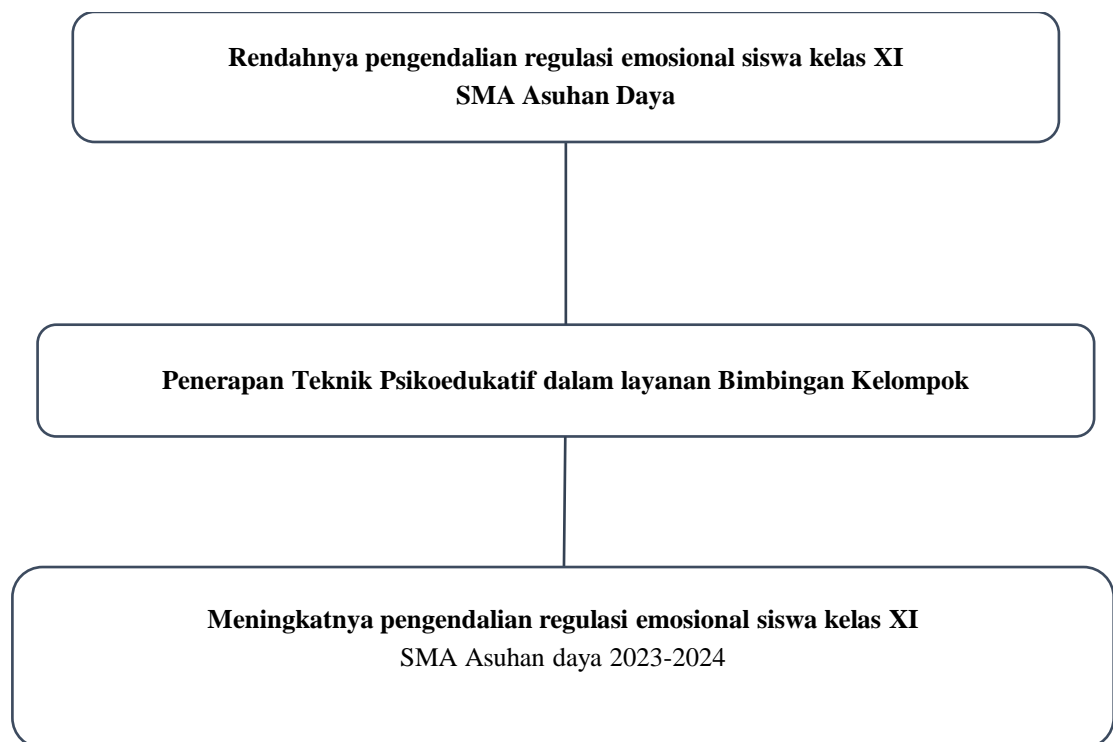 Rendahnya pengendalian regulasi emosional siswa kelas XI
SMA Asuhan Daya
Penerapan Teknik Psikoedukatif dalam layanan Bimbingan Kelompok
Meningkatnya pengendalian regulasi emosional siswa kelas XI
SMA Asuhan daya 2023-2024